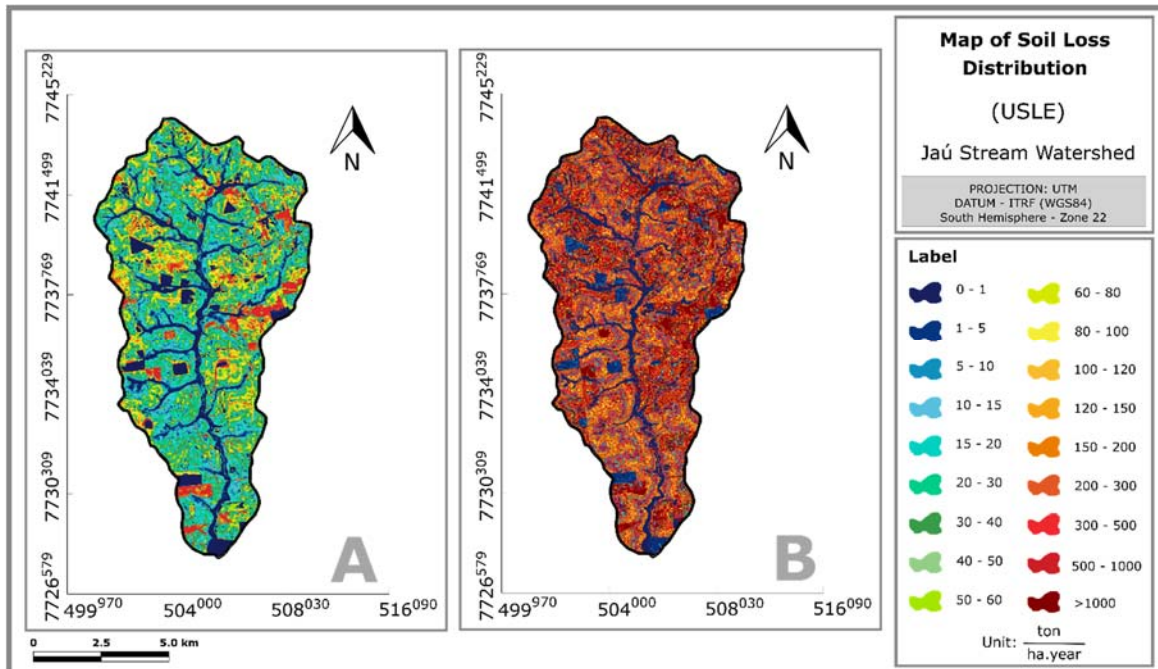 Map of Soil Loss
Distribution
(USLE)
Jaú Stream Watershed
PROJECTION: UTM
DATUM - ITRF (WGS84)
South Hemisphere - Zone 22
7745229
7741499
7737769
7734039
7730309
7726579
499970 504000 508030 516090
N
A
0 2.5 5.0 km
7745229
7741499
7737769
7734039
7730309
7726579
499970 504000 508030 516090
N
B
Label
0 - 1
1 - 5
5 - 10
10 - 15
15 - 20
20 - 30
30 - 40
40 - 50
50 - 60
60 - 80
80 - 100
100 - 120
120 - 150
150 - 200
200 - 300
300 - 500
500 - 1000
>1000
Unit: ton
ha.year